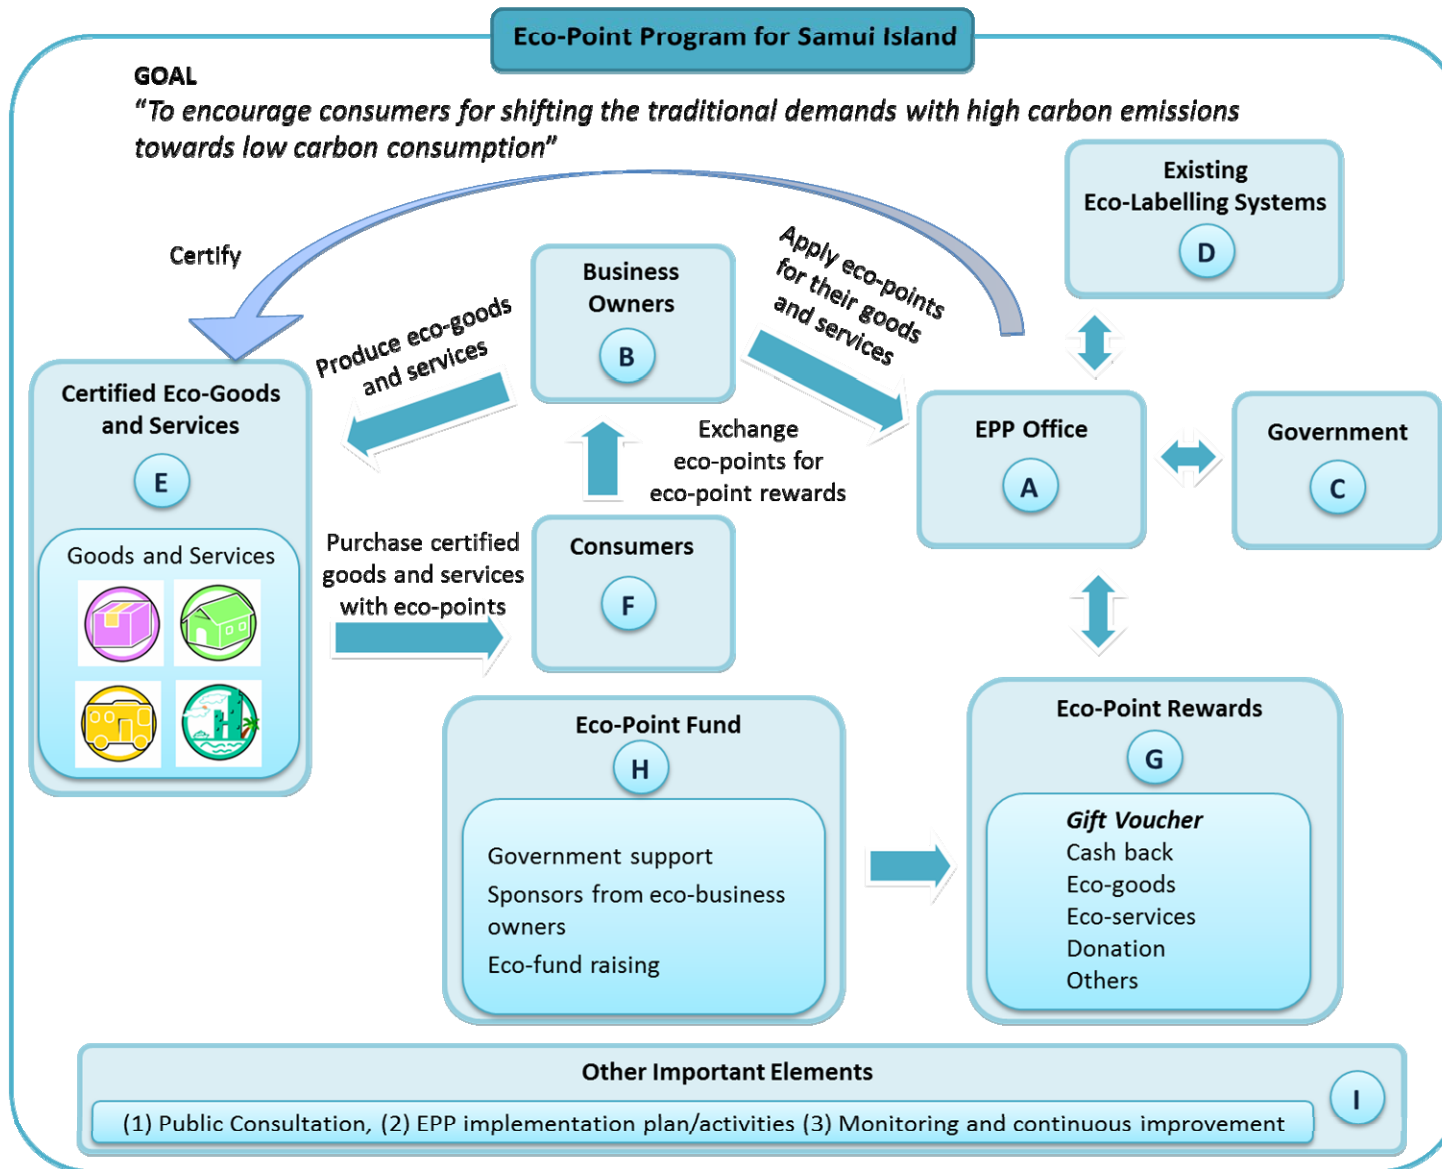 Eco-Point Program for Samui Island
GOAL
“To encourage consumers for shifting the traditional demands with high carbon emissions
towards low carbon consumption”
Existing
Eco-Labelling Systems
D
Certify
Business
Owners
B
Apply eco-points
for their goods
and services
Produce eco-goods
and services
Certified Eco-Goods
and Services
E
Goods and Services
EPP Office
A
Government
C
Exchange
eco-points for
eco-point rewards
Purchase certified
goods and services
with eco-points
Consumers
F
Eco-Point Fund
H
Government support
Sponsors from eco-business
owners
Eco-fund raising
Eco-Point Rewards
G
Gift Voucher
Cash back
Eco-goods
Eco-services
Donation
Others
Other Important Elements
I
(1) Public Consultation, (2) EPP implementation plan/activities (3) Monitoring and continuous improvement